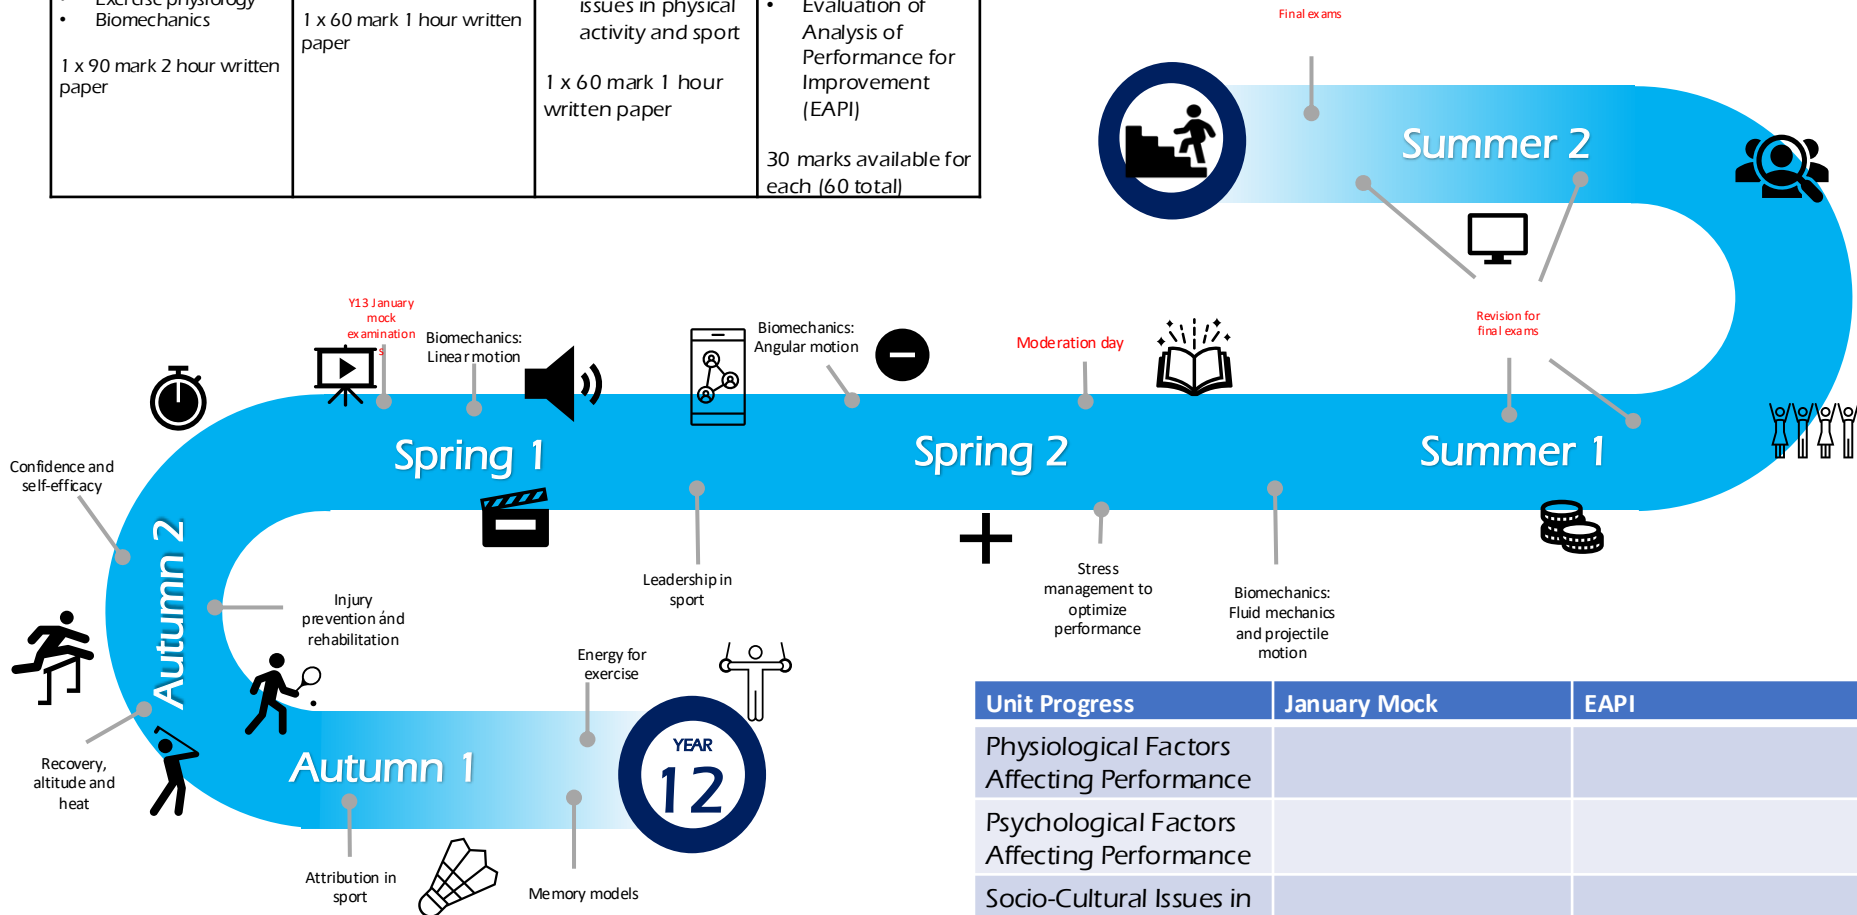 Exercise physiology
• Biomechanics
1 x 90 mark 2 hour written
paper
1 x 60 mark 1 hour written
paper
issues in physical
activity and sport
1 x 60 mark 1 hour
written paper
• Evaluation of
Analysis of
Performance for
Improvement
(EAPI)
30 marks available for
each (60 total)
Final exams
Summer 2
Revision for
final exams
Y13 January
mock
examination
s
Biomechanics:
Linear motion
Biomechanics:
Angular motion
Moderation day
Spring 1
Spring 2
Summer 1
Confidence and
self-efficacy
Autumn 2
Injury
prevention ánd
rehabilitation
Leadership in
sport
Stress
management to
optimize
performance
Biomechanics:
Fluid mechanics
and projectile
motion
Energy for
exercise
Recovery,
altitude and
heat
Autumn 1
YEAR
12
Attribution in
sport
Memory models
Unit Progress
January Mock
EAPI
Physiological Factors
Affecting Performance
Psychological Factors
Affecting Performance
Socio-Cultural Issues in